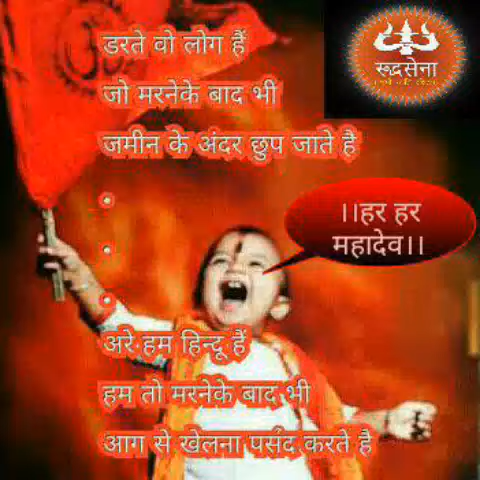 डरते वो लोग हैं
जो मरनेके बाद भी
जमीन के अंदर छुप जाते है
रूद्रसेना
।।हर हर
महादेव।।
अरे हम हिन्दू हैं
हम तो मरनेके बाद भी
आग से खेलना पसंद करते है